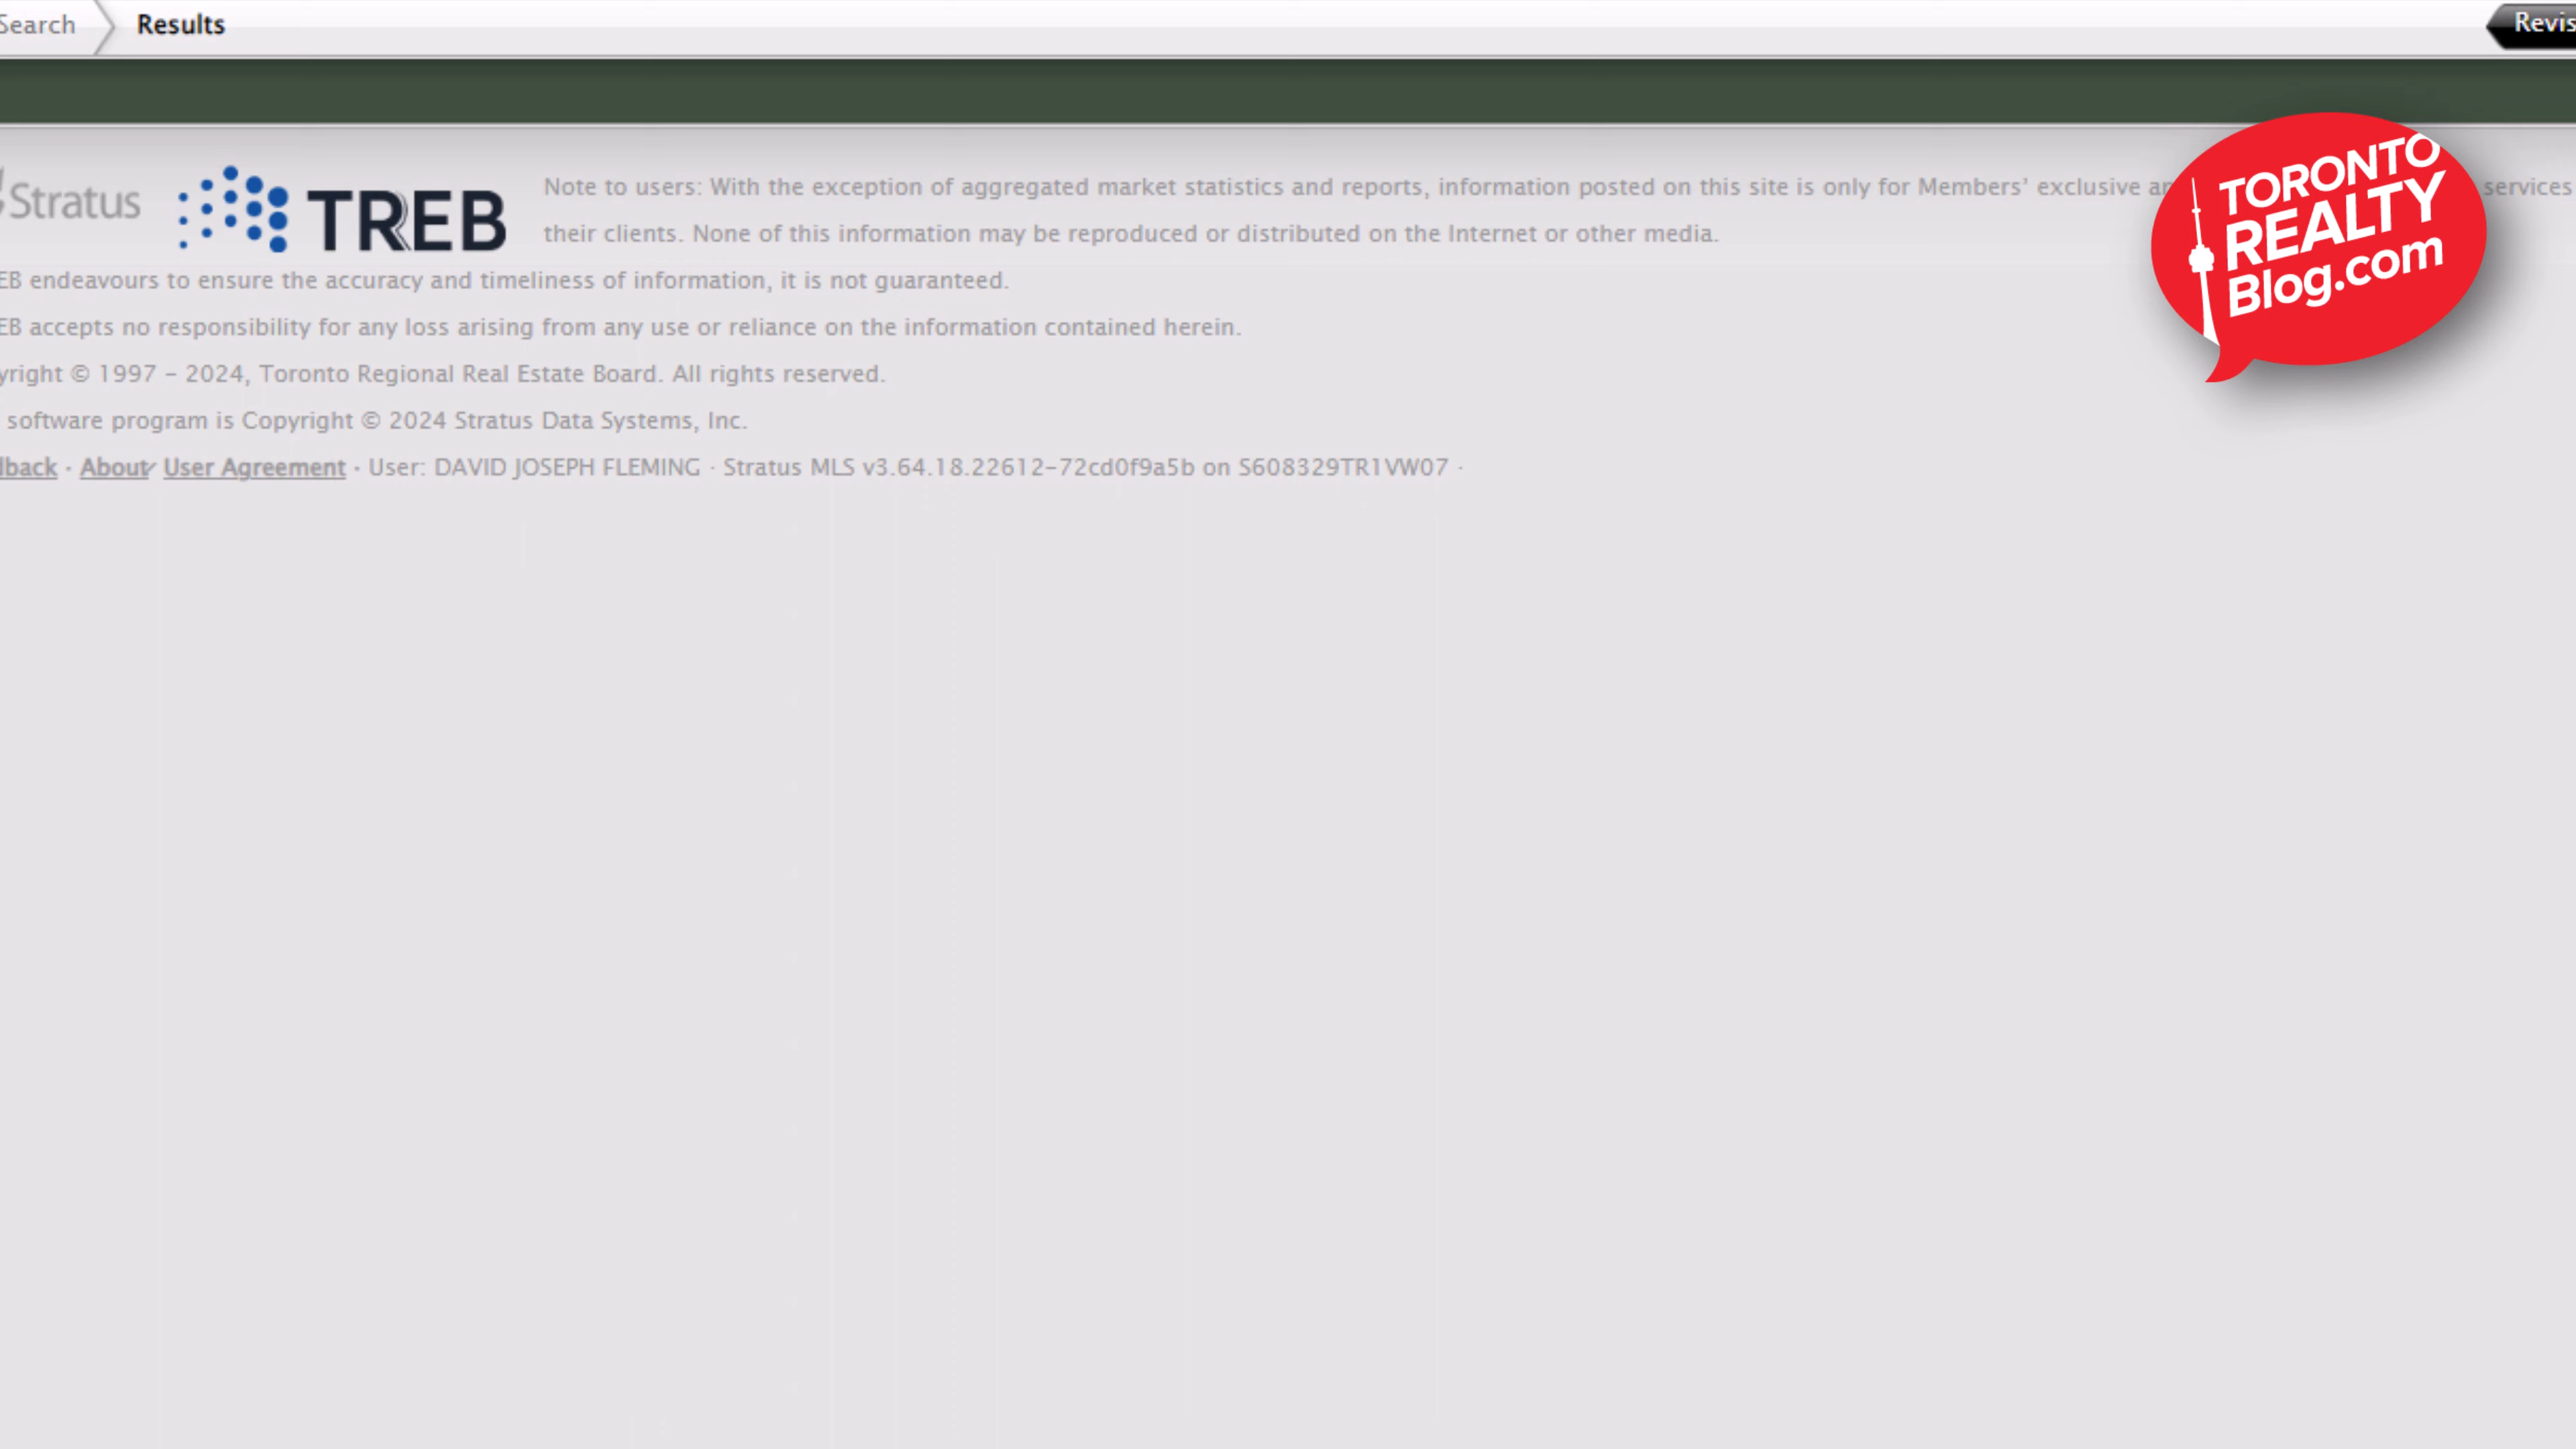 Search Results
Revis
Stratus
TRREB
Note to users: With the exception of aggregated market statistics and reports, information posted on this site is only for Members' exclusive services
their clients. None of this information may be reproduced or distributed on the Internet or other media.
EB endeavours to ensure the accuracy and timeliness of information, it is not guaranteed.
EB accepts no responsibility for any loss arising from any use or reliance on the information contained herein.
yright © 1997 – 2024, Toronto Regional Real Estate Board. All rights reserved.
software program is Copyright © 2024 Stratus Data Systems, Inc.
lback · About · User Agreement · User: DAVID JOSEPH FLEMING · Stratus MLS v3.64.18.22612-72cd0f9a5b on S608329TR1VW07 ·
TORONTO
REALTY
Blog.com